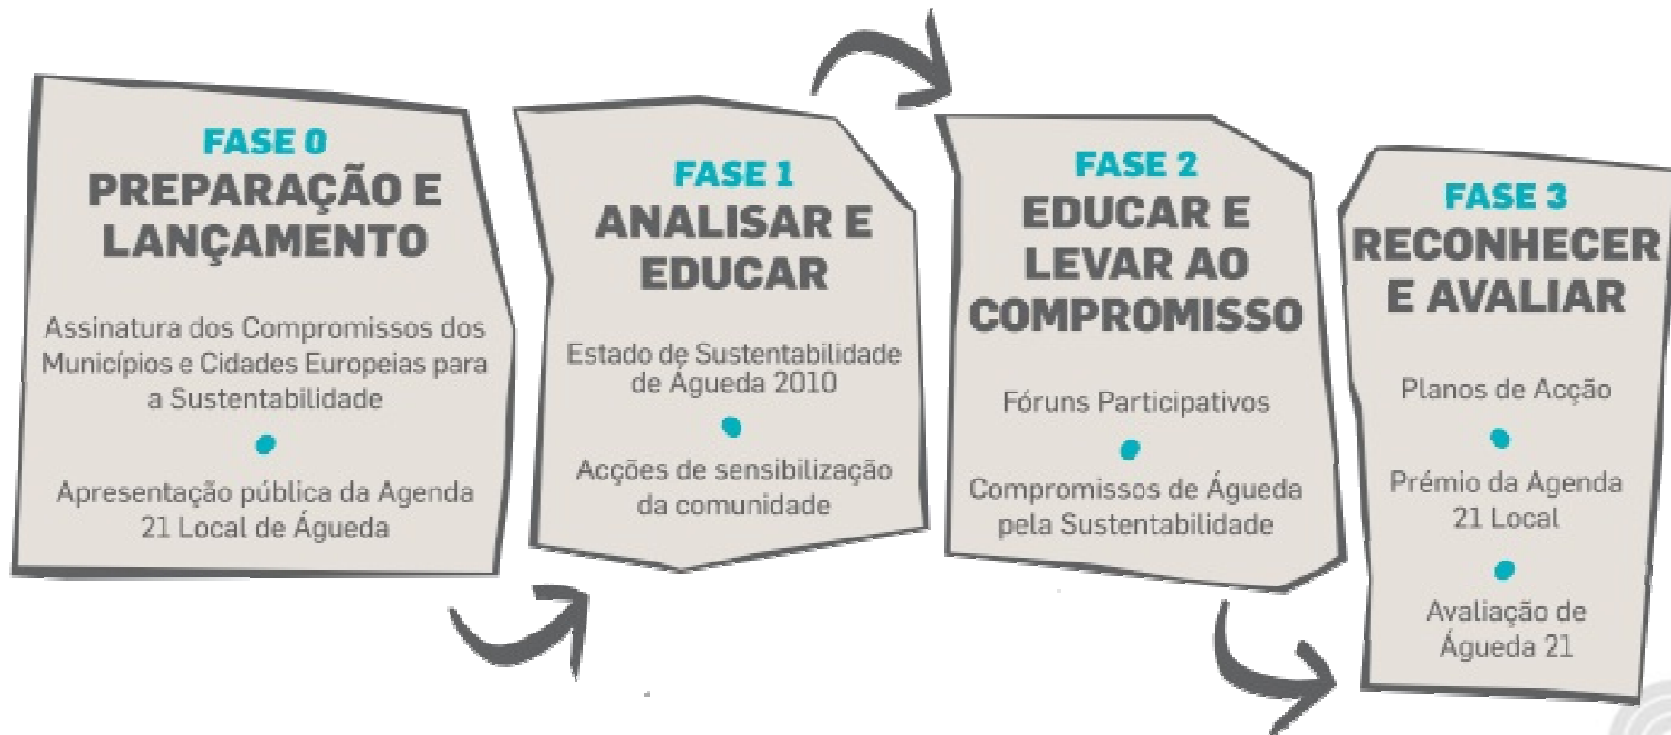 FASE 0
PREPARAÇÃO E
LANÇAMENTO
Assinatura dos Compromissos dos
Municípios e Cidades Europeias para
a Sustentabilidade
Apresentação pública da Agenda
21 Local de Águeda
FASE 1
ANALISAR E
EDUCAR
Estado de Sustentabilidade
de Águeda 2010
Acções de sensibilização
da comunidade
FASE 2
EDUCAR E
LEVAR AO
COMPROMISSO
Fóruns Participativos
Compromissos de Águeda
pela Sustentabilidade
FASE 3
RECONHECER
E AVALIAR
Planos de Acção
Prémio da Agenda
21 Local
Avaliação de
Águeda 21